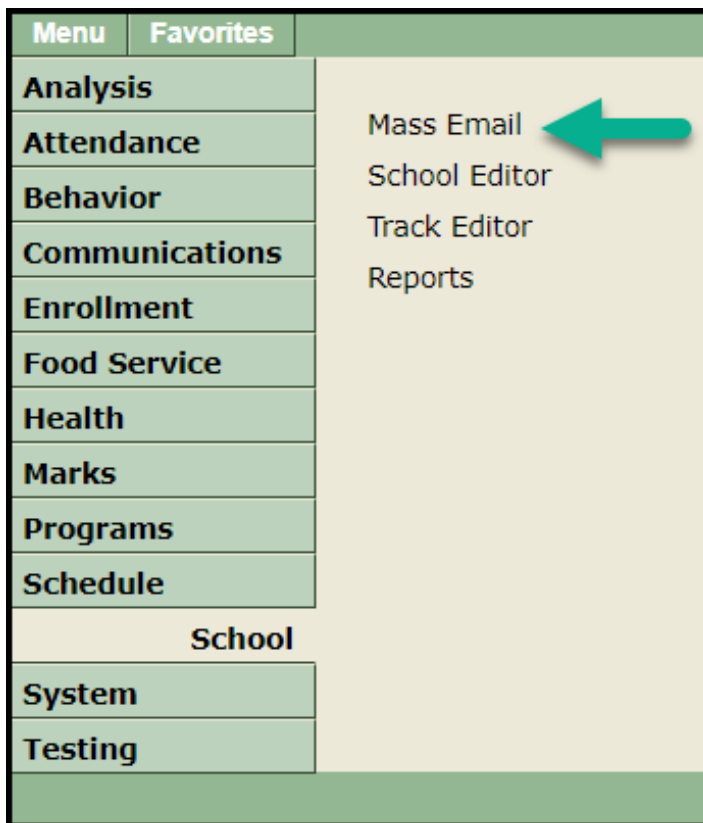 Menu Favorites
Analysis
Attendance
Behavior
Communications
Enrollment
Food Service
Health
Marks
Programs
Schedule
School
System
Testing
Mass Email
School Editor
Track Editor
Reports